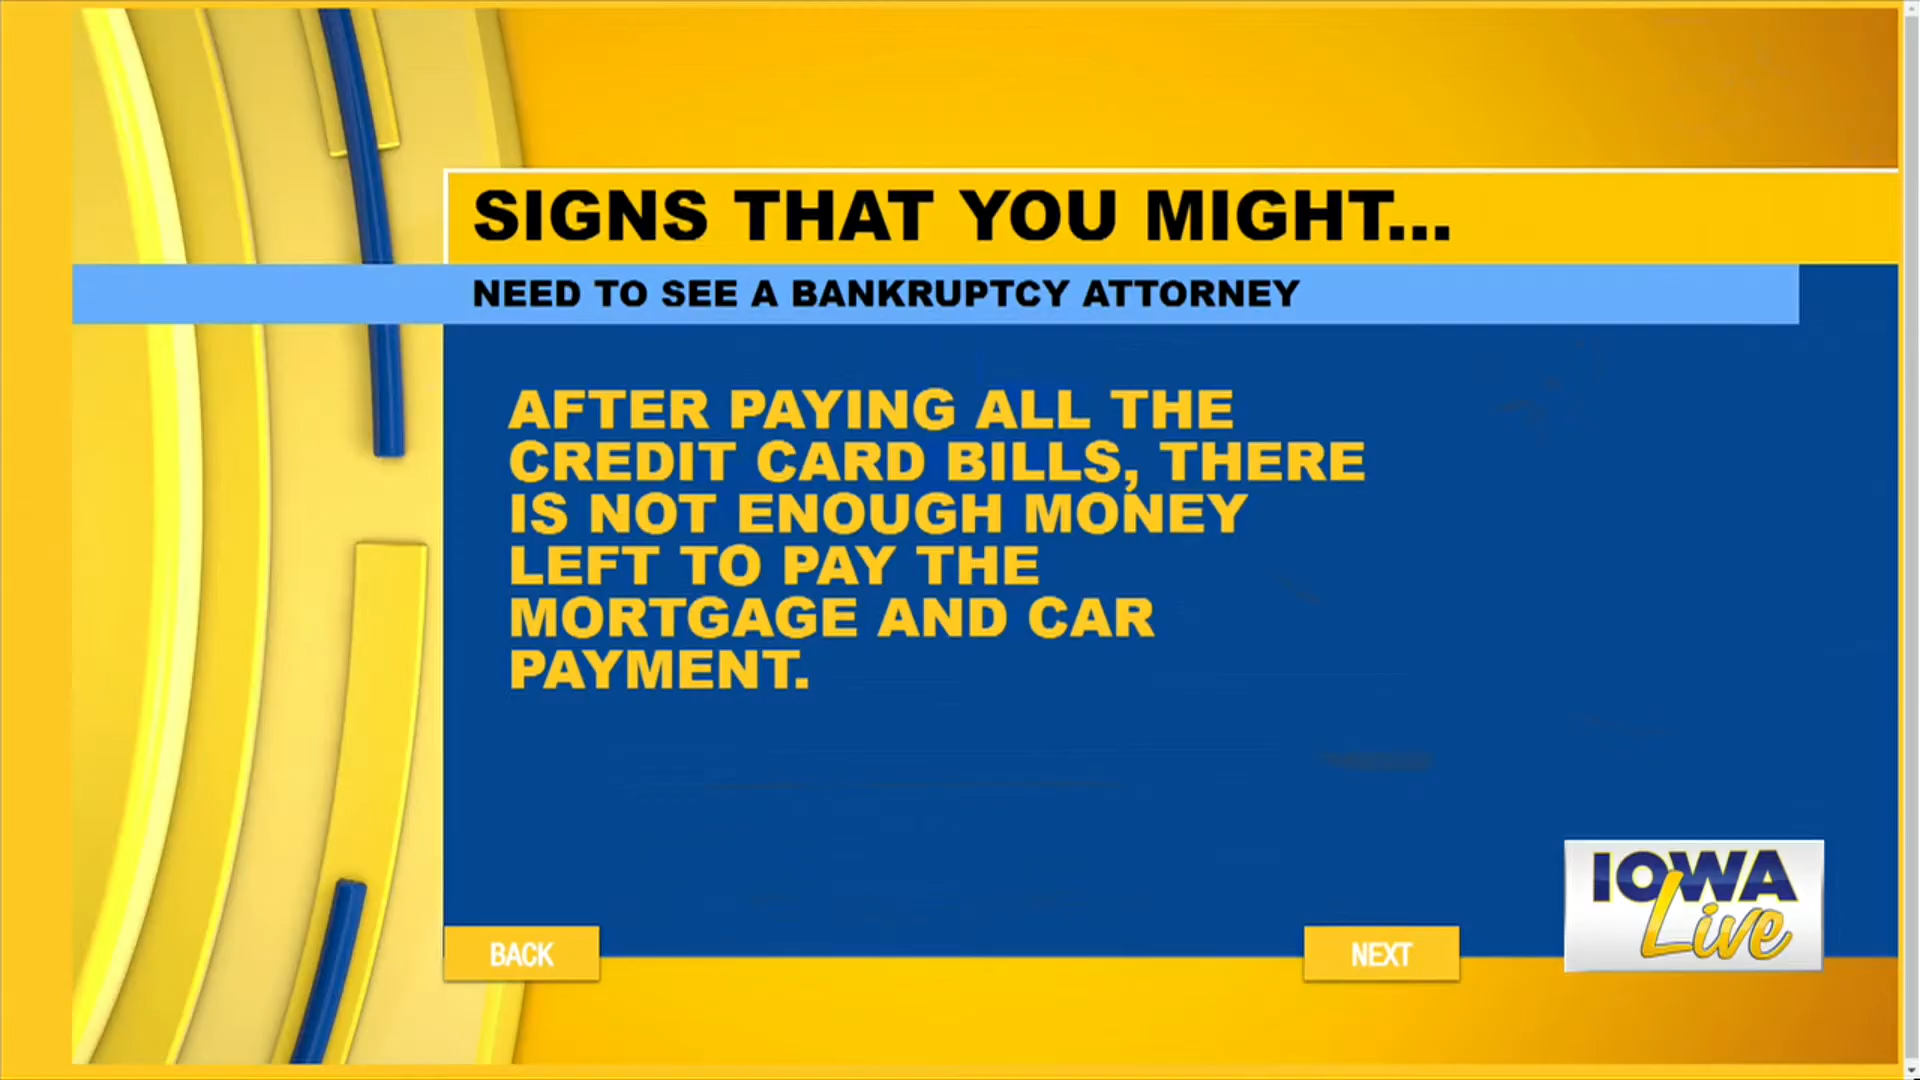 SIGNS THAT YOU MIGHT...
NEED TO SEE A BANKRUPTCY ATTORNEY
AFTER PAYING ALL THE
CREDIT CARD BILLS, THERE
IS NOT ENOUGH MONEY
LEFT TO PAY THE
MORTGAGE AND CAR
PAYMENT.
BACK
NEXT
IOWA
Live